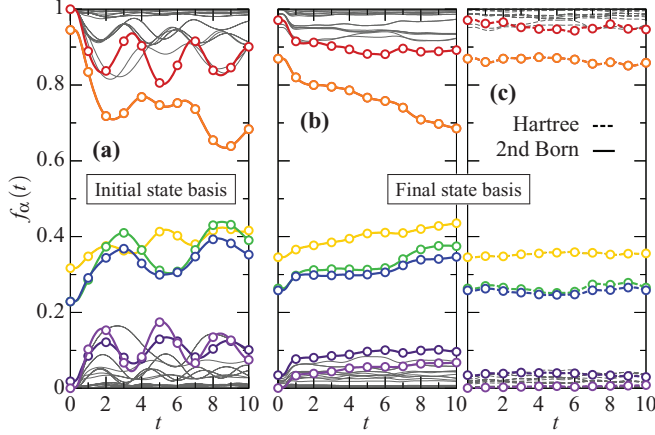 1
0.8
0.6
0.4
0.2
0
fα(t)
(a)
(b)
(c)
Hartree
2nd Born
Initial state basis
Final state basis
0 2 4 6 8 10
0 2 4 6 8 10
0 2 4 6 8 10
t
t
t